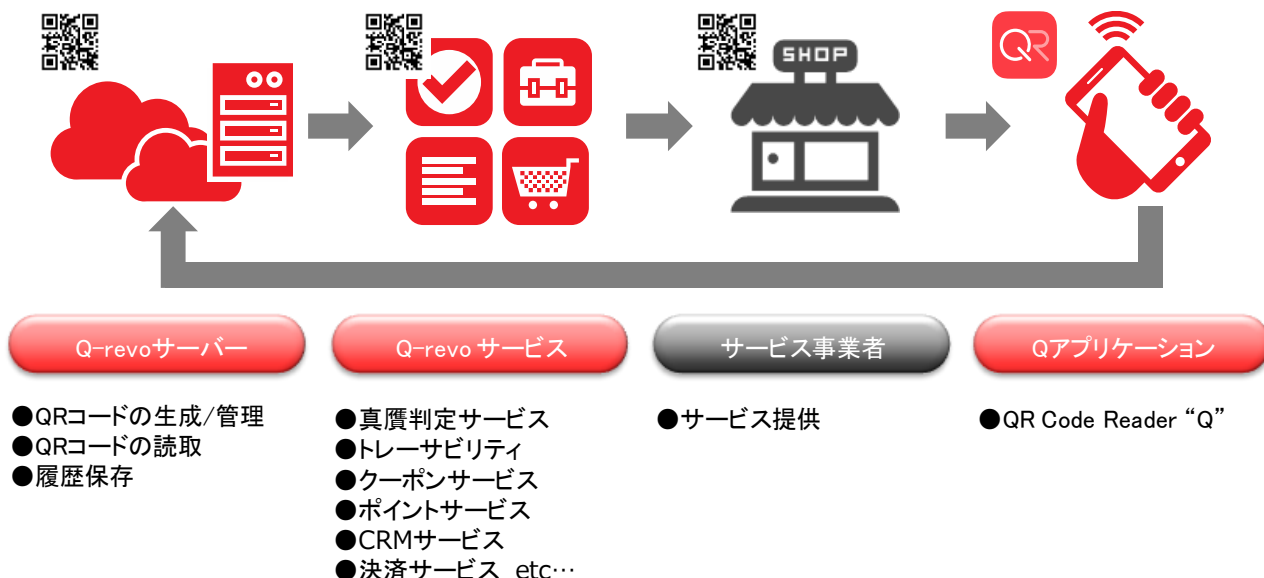 SHOP
QR
Q-revoサーバー
Q-revo サービス
サービス事業者
Qアプリケーション
●QRコードの生成/管理
●QRコードの読取
●履歴保存
●真贋判定サービス
●トレーサビリティ
●クーポンサービス
●ポイントサービス
●CRMサービス
●決済サービス etc…
●サービス提供
●QR Code Reader “Q”